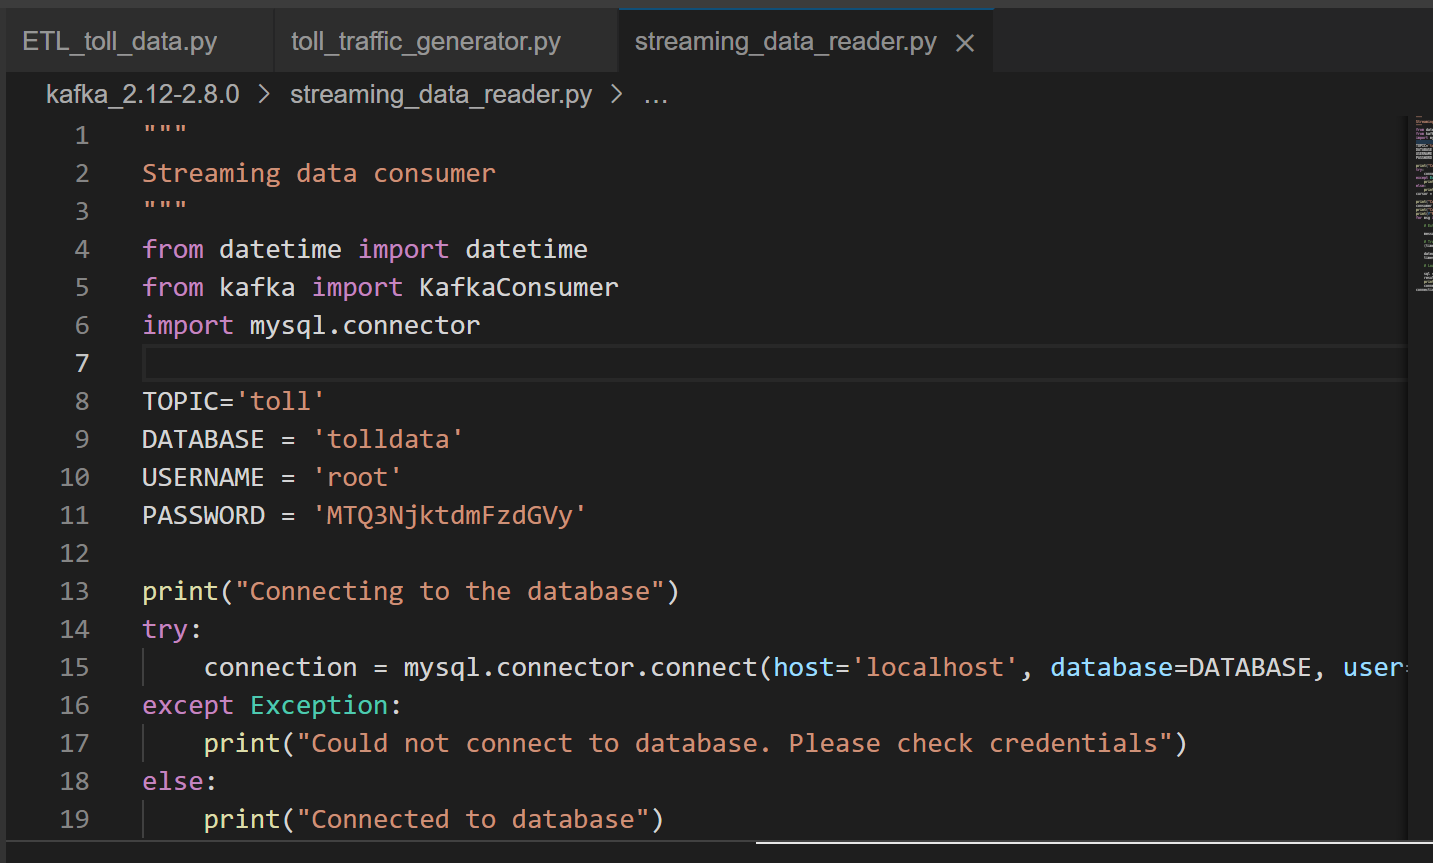 ETL_toll_data.py toll_traffic_generator.py streaming_data_reader.py ×
kafka_2.12-2.8.0 > streaming_data_reader.py > ...
1 """
2 Streaming data consumer
3 """
4 from datetime import datetime
5 from kafka import KafkaConsumer
6 import mysql.connector
7
8 TOPIC='toll'
9 DATABASE = 'tolldata'
10 USERNAME = 'root'
11 PASSWORD = 'MTQ3NjktdmFzdGVy'
12
13 print("Connecting to the database")
14 try:
15     connection = mysql.connector.connect(host='localhost', database=DATABASE, user=
16 except Exception:
17     print("Could not connect to database. Please check credentials")
18 else:
19     print("Connected to database")